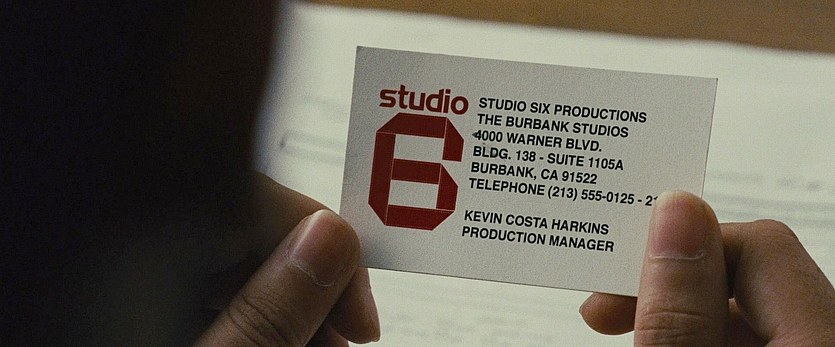 studio
6
STUDIO SIX PRODUCTIONS
THE BURBANK STUDIOS
4000 WARNER BLVD.
BLDG. 138 - SUITE 1105A
BURBANK, CA 91522
TELEPHONE (213) 555-0125 - 21
KEVIN COSTA HARKINS
PRODUCTION MANAGER